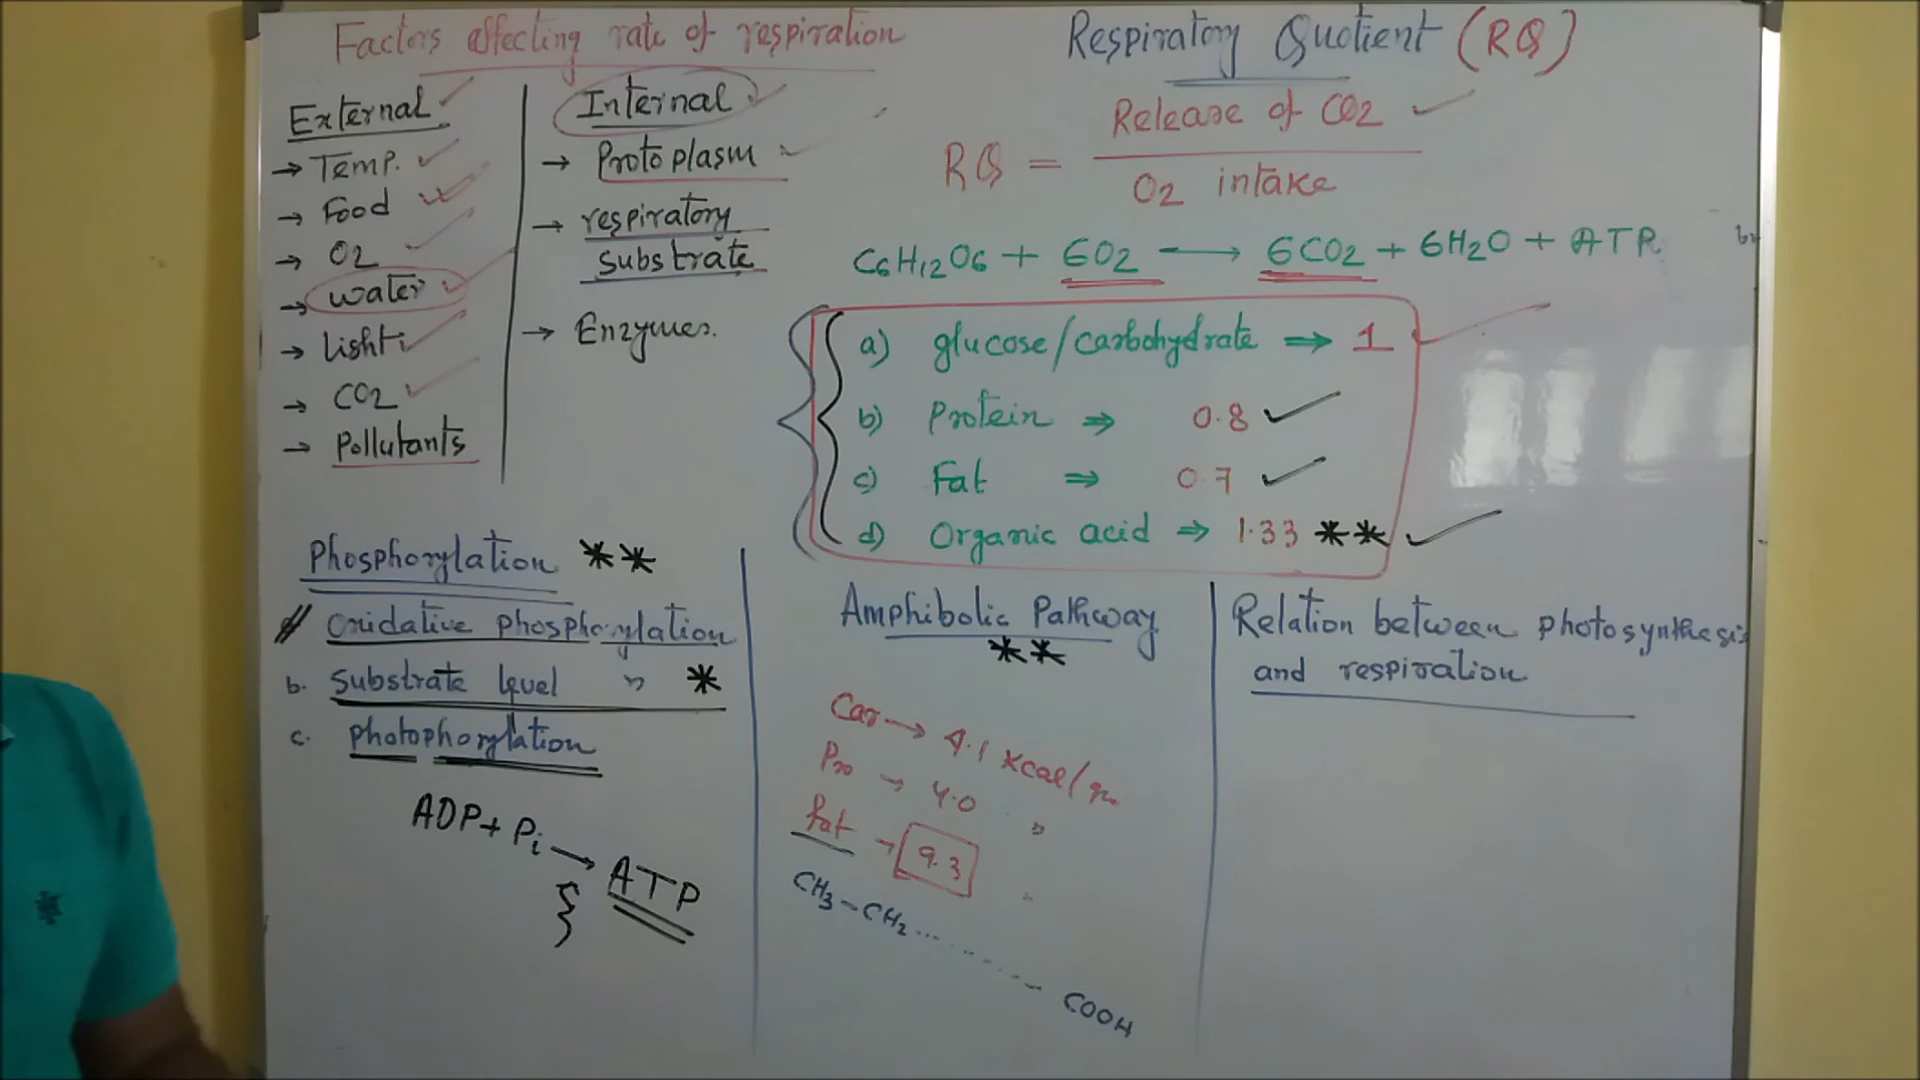 Factors affecting rate of respiration
External
→ Temp.
→ Food
→ O2
→ water
→ Light
→ CO2
→ Pollutants
Internal
→ Protoplasm
→ respiratory
substrate
→ Enzymes.
Respiratory Quotient (RQ)
RQ = Release of CO2
O2 intake
C6H12O6 + 6O2 → 6CO2 + 6H2O + ATP
a) glucose/carbohydrate ⇒ 1
b) Protein ⇒ 0.8
c) Fat ⇒ 0.7
d) Organic acid ⇒ 1.33 **
Phosphorylation **
Oxidative phosphorylation
b. Substrate level " *
c. photophorylation
ADP + Pi → ATP
Amphibolic Pathway
**
Car → 4.1 Kcal/gm
Pro → 4.0 "
fat → 9.3 "
CH3-CH2 ........... COOH
Relation between photosynthesis
and respiration